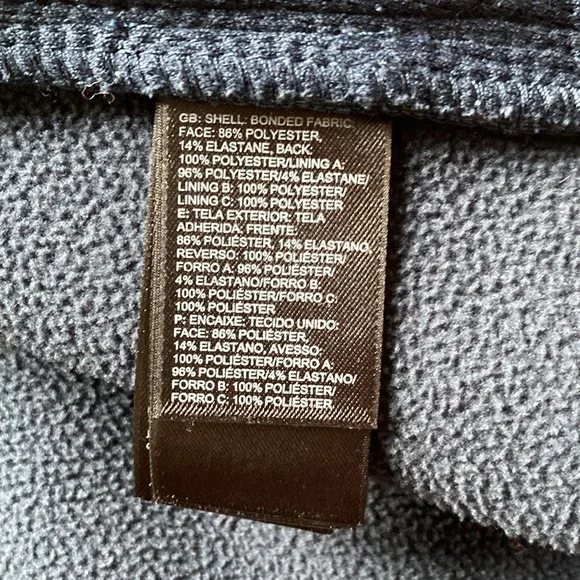 GB: SHELL: BONDED FABRIC.
FACE: 86% POLYESTER,
14% ELASTANE, BACK:
100% POLYESTER/LINING A:
96% POLYESTER/4% ELASTANE/
LINING B: 100% POLYESTER/
LINING C: 100% POLYESTER
E: TELA EXTERIOR: TELA
ADHERIDA: FRENTE:
86% POLIÉSTER, 14% ELASTANO,
REVERSO: 100% POLIÉSTER/
FORRO A: 96% POLIÉSTER/
4% ELASTANO/FORRO B:
100% POLIÉSTER/FORRO C:
100% POLIÉSTER
P: ENCAIXE: TECIDO UNIDO:
FACE: 86% POLIÉSTER,
14% ELASTANO, AVESSO:
100% POLIÉSTER/FORRO A:
96% POLIÉSTER/4% ELASTANO/
FORRO B: 100% POLIÉSTER/
FORRO C: 100% POLIÉSTER